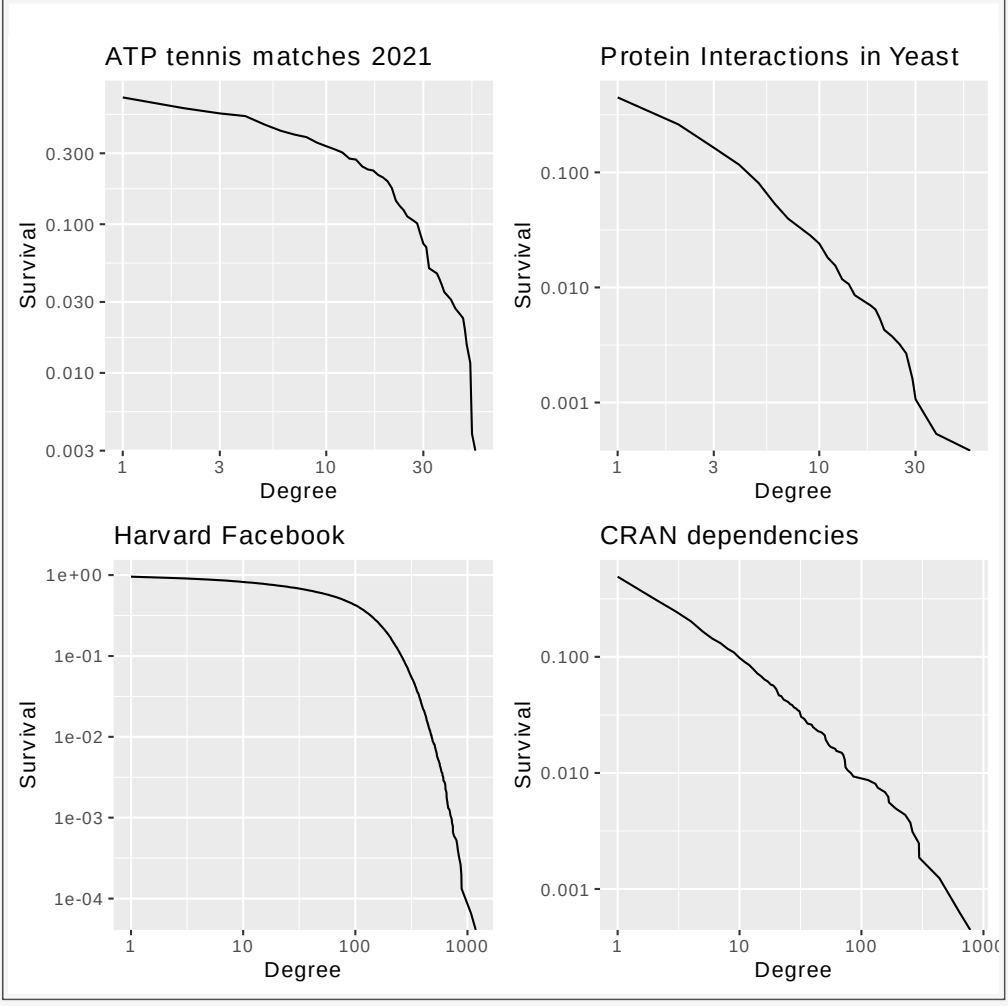 ATP tennis matches 2021
Survival
0.300
0.100
0.030
0.010
0.003
1 3 10 30
Degree
Protein Interactions in Yeast
Survival
0.100
0.010
0.001
1 3 10 30
Degree
Harvard Facebook
Survival
1e+00
1e-01
1e-02
1e-03
1e-04
1 10 100 1000
Degree
CRAN dependencies
Survival
0.100
0.010
0.001
1 10 100 1000
Degree